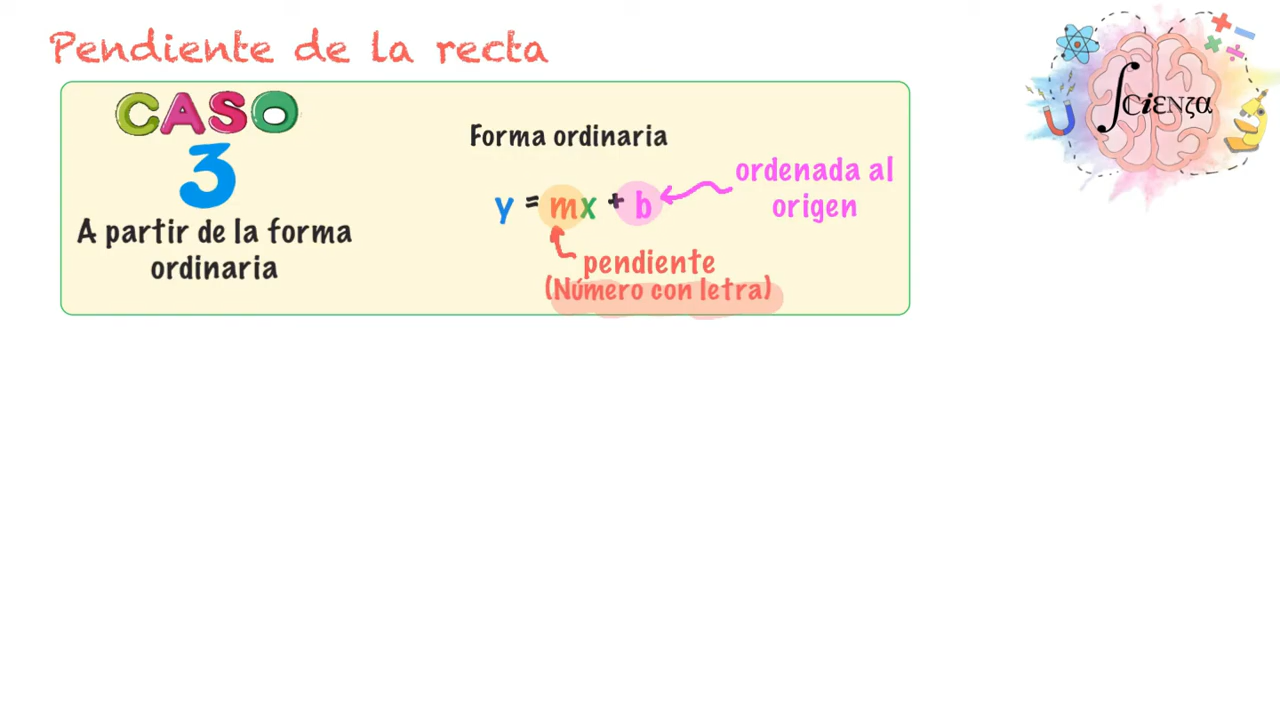 Pendiente de la recta
CASO
3
A partir de la forma
ordinaria
Forma ordinaria
y = mx + b
ordenada al
origen
pendiente
(Número con letra)
∫CiENζα